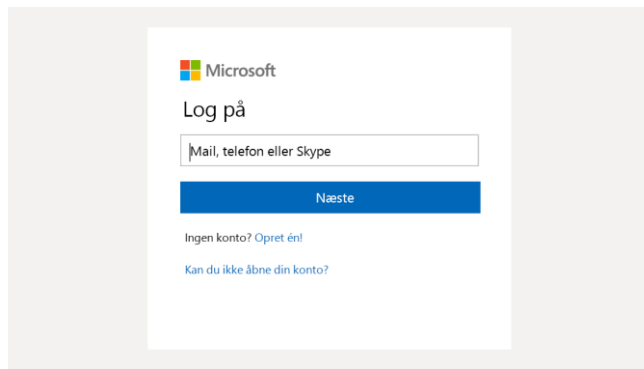 Microsoft
Log på
Mail, telefon eller Skype
Næste
Ingen konto? Opret én!
Kan du ikke åbne din konto?